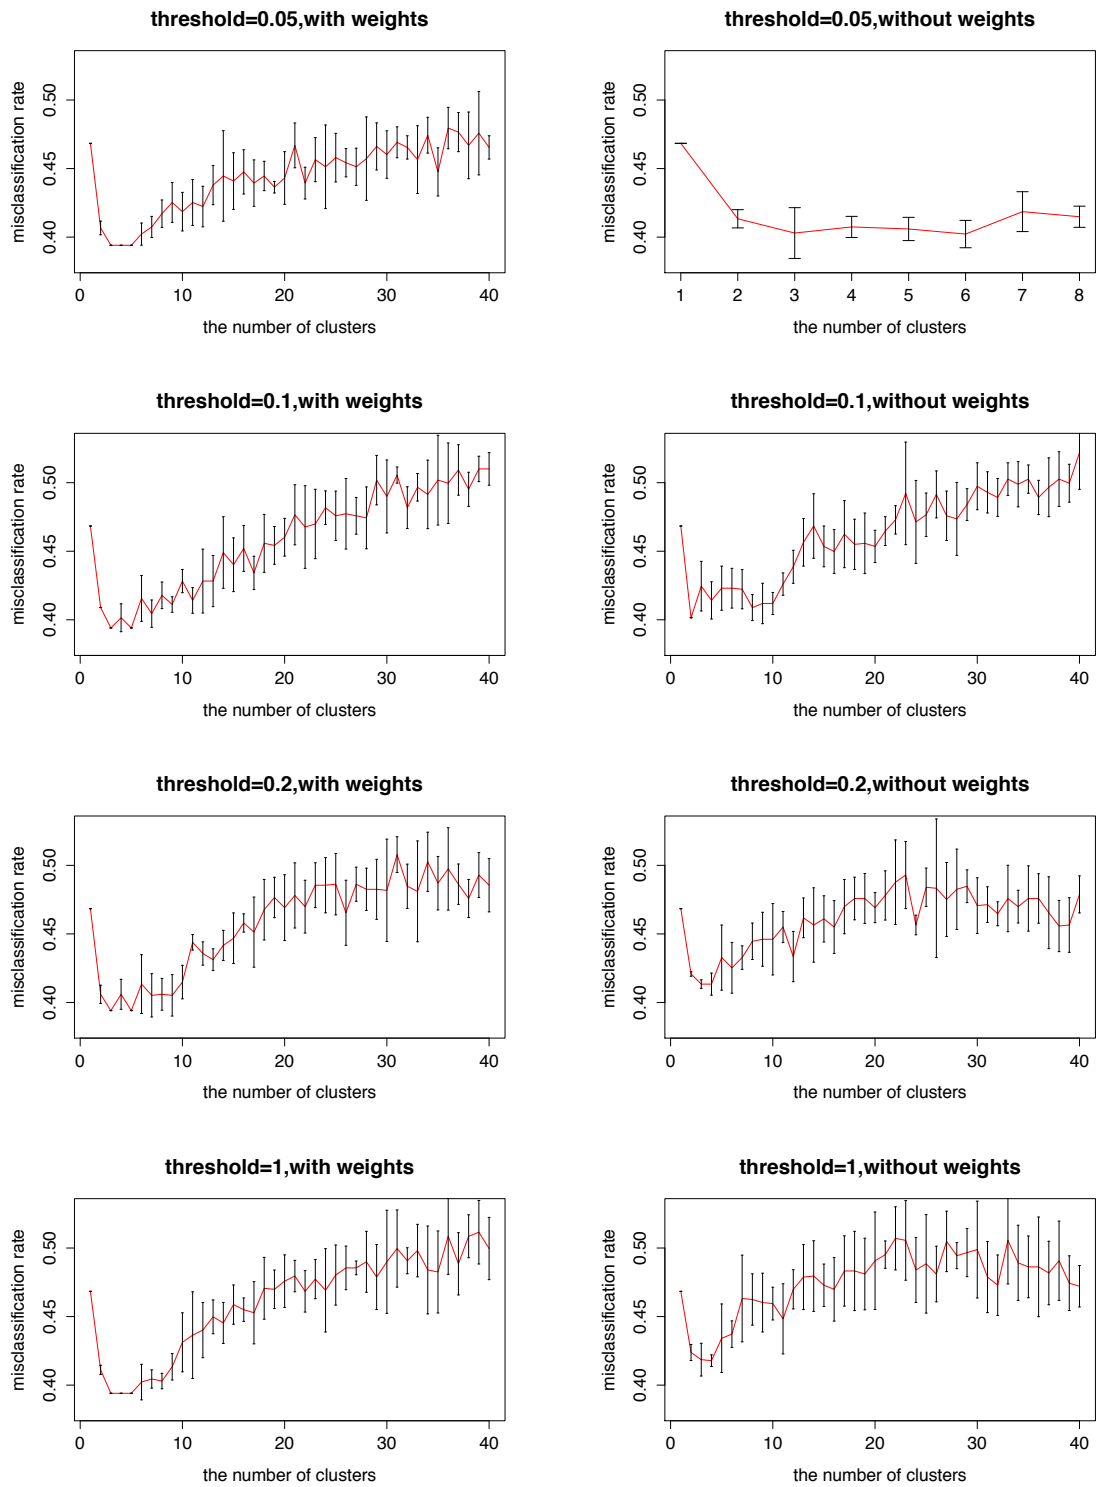 threshold=0.05,with weights
misclassification rate
0.40 0.45 0.50
0 10 20 30 40
the number of clusters
threshold=0.05,without weights
misclassification rate
0.40 0.45 0.50
1 2 3 4 5 6 7 8
the number of clusters
threshold=0.1,with weights
misclassification rate
0.40 0.45 0.50
0 10 20 30 40
the number of clusters
threshold=0.1,without weights
misclassification rate
0.40 0.45 0.50
0 10 20 30 40
the number of clusters
threshold=0.2,with weights
misclassification rate
0.40 0.45 0.50
0 10 20 30 40
the number of clusters
threshold=0.2,without weights
misclassification rate
0.40 0.45 0.50
0 10 20 30 40
the number of clusters
threshold=1,with weights
misclassification rate
0.40 0.45 0.50
0 10 20 30 40
the number of clusters
threshold=1,without weights
misclassification rate
0.40 0.45 0.50
0 10 20 30 40
the number of clusters